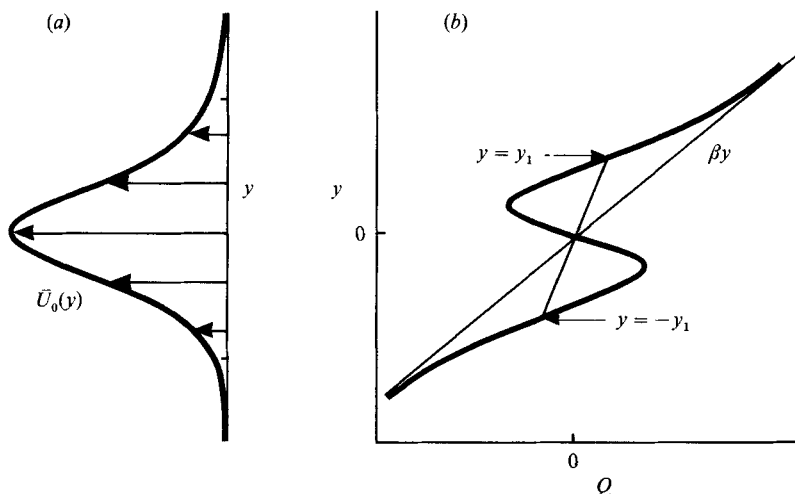 (a)
y
Ū₀(y)
(b)
y
0
y = y₁
βy
y = −y₁
0
Q